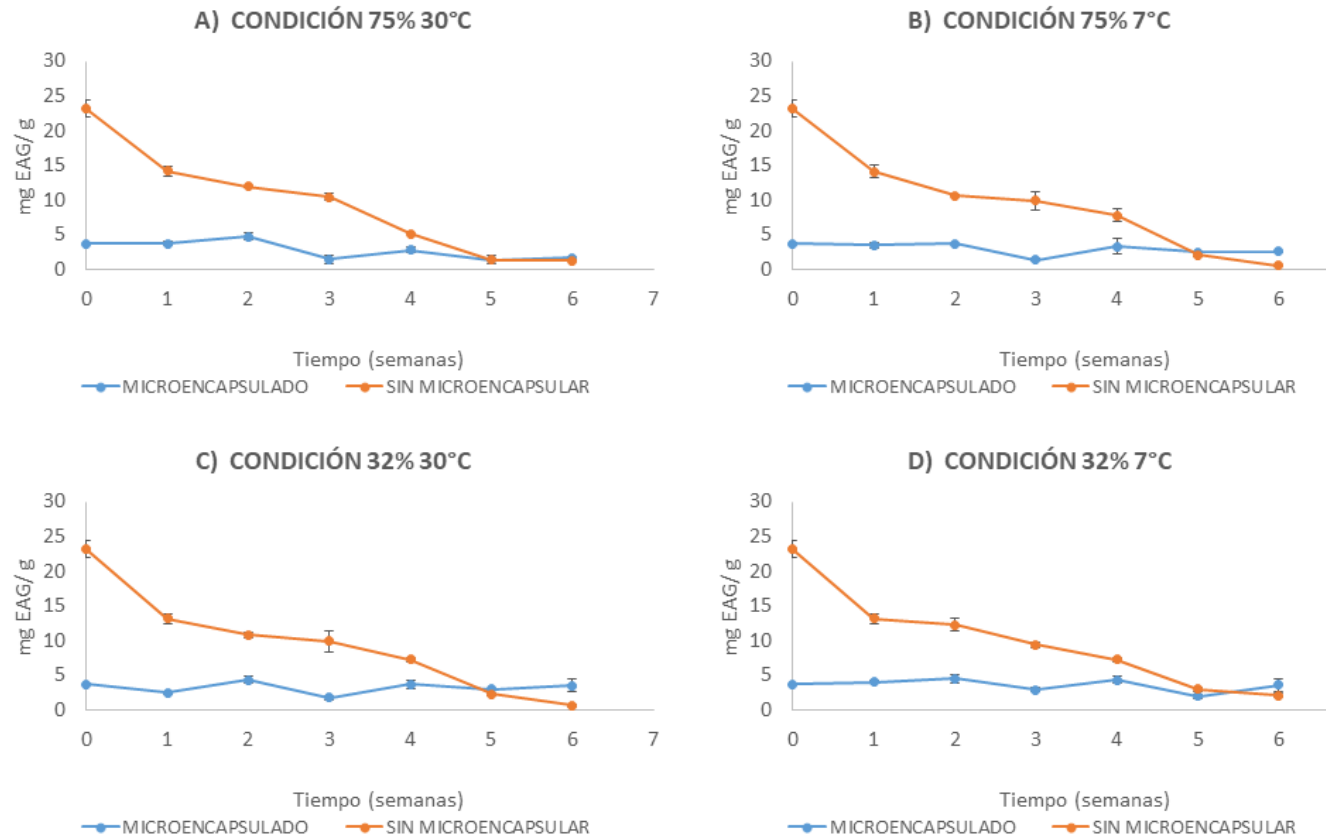 A) CONDICIÓN 75% 30°C
30
25
20
15
10
5
0
mg EAG/ g
0 1 2 3 4 5 6 7
Tiempo (semanas)
MICROENCAPSULADO SIN MICROENCAPSULAR
B) CONDICIÓN 75% 7°C
30
25
20
15
10
5
0
mg EAG/ g
0 1 2 3 4 5 6
Tiempo (semanas)
MICROENCAPSULADO SIN MICROENCAPSULAR
C) CONDICIÓN 32% 30°C
30
25
20
15
10
5
0
mg EAG/ g
0 1 2 3 4 5 6 7
Tiempo (semanas)
MICROENCAPSULADO SIN MICROENCAPSULAR
D) CONDICIÓN 32% 7°C
30
25
20
15
10
5
0
mg EAG/ g
0 1 2 3 4 5 6
Tiempo (semanas)
MICROENCAPSULADO SIN MICROENCAPSULAR